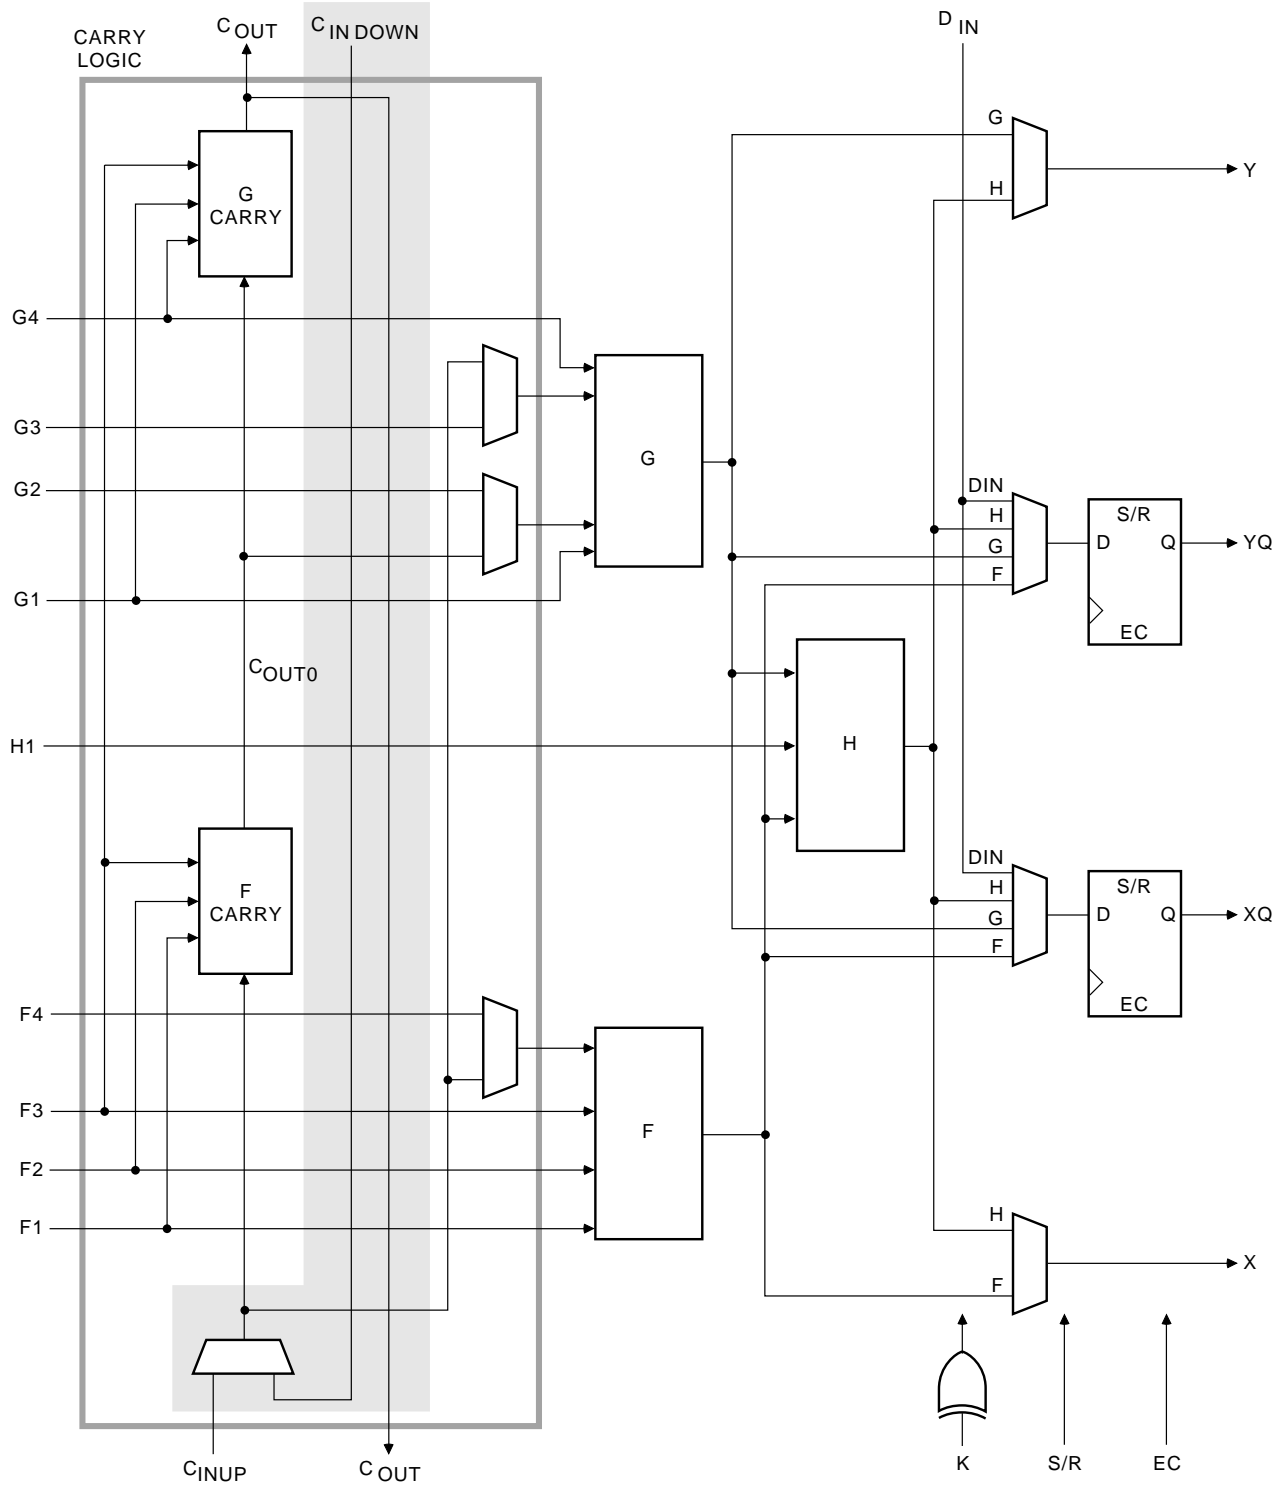 CARRY
LOGIC
C OUT
C IN DOWN
D IN
G
H
Y
G
CARRY
G4
G3
G2
G1
G
DIN
H
G
F
S/R
D
Q
EC
YQ
C OUT0
H1
H
F
CARRY
DIN
H
G
F
S/R
D
Q
EC
XQ
F4
F3
F2
F1
F
H
F
X
C INUP
C OUT
K
S/R
EC